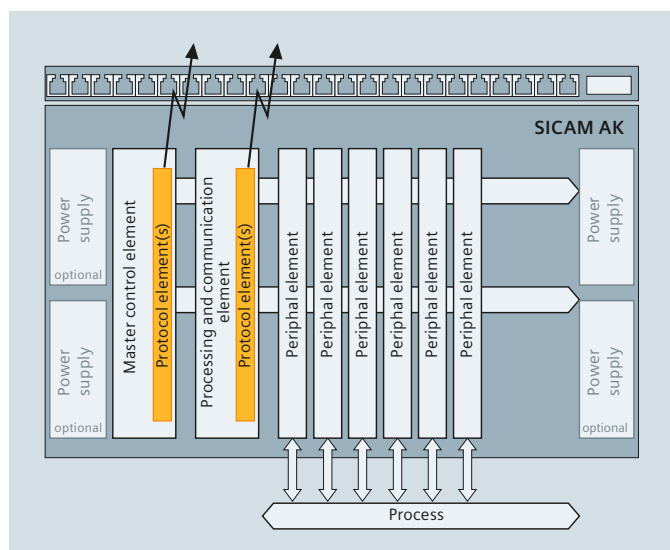 SICAM AK
Power
supply
optional
Power
supply
optional
Master control element
Protocol element(s)
Processing and communication
element
Protocol element(s)
Periphal element
Periphal element
Periphal element
Periphal element
Periphal element
Periphal element
Power
supply
Power
supply
optional
Process